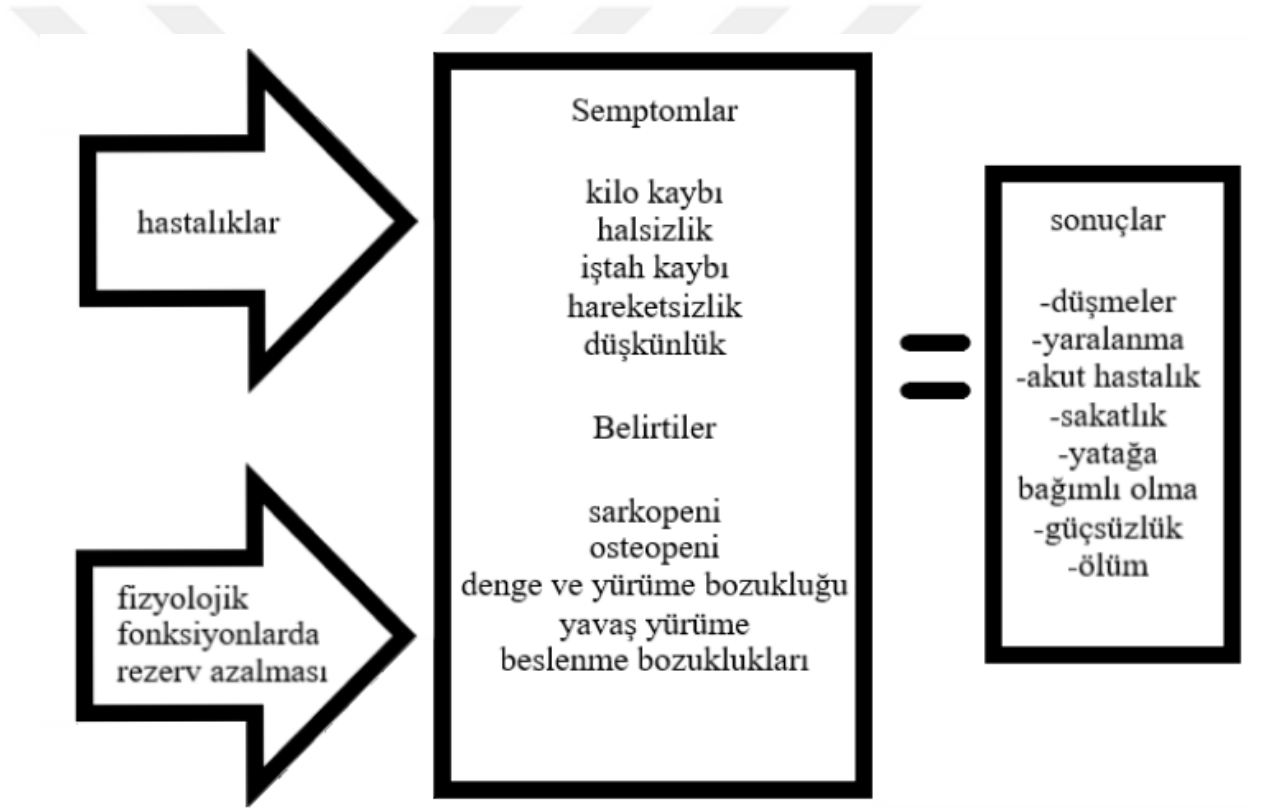 hastalıklar
fizyolojik
fonksiyonlarda
rezerv azalması
Semptomlar
kilo kaybı
halsizlik
iştah kaybı
hareketsizlik
düşkünlük
Belirtiler
sarkopeni
osteopeni
denge ve yürüme bozukluğu
yavaş yürüme
beslenme bozuklukları
=
sonuçlar
-düşmeler
-yaralanma
-akut hastalık
-sakatlık
-yatağa
bağımlı olma
-güçsüzlük
-ölüm